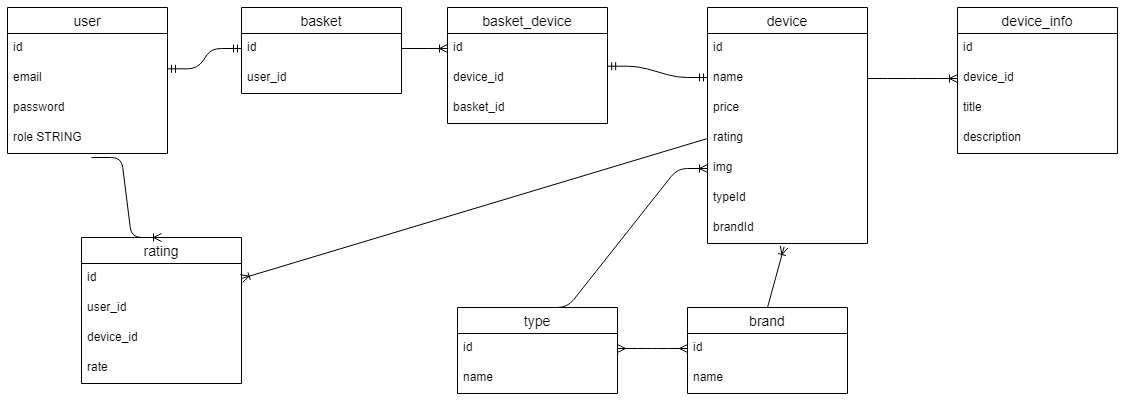 user
id
email
password
role STRING
basket
id
user_id
basket_device
id
device_id
basket_id
device
id
name
price
rating
img
typeId
brandId
device_info
id
device_id
title
description
rating
id
user_id
device_id
rate
type
id
name
brand
id
name